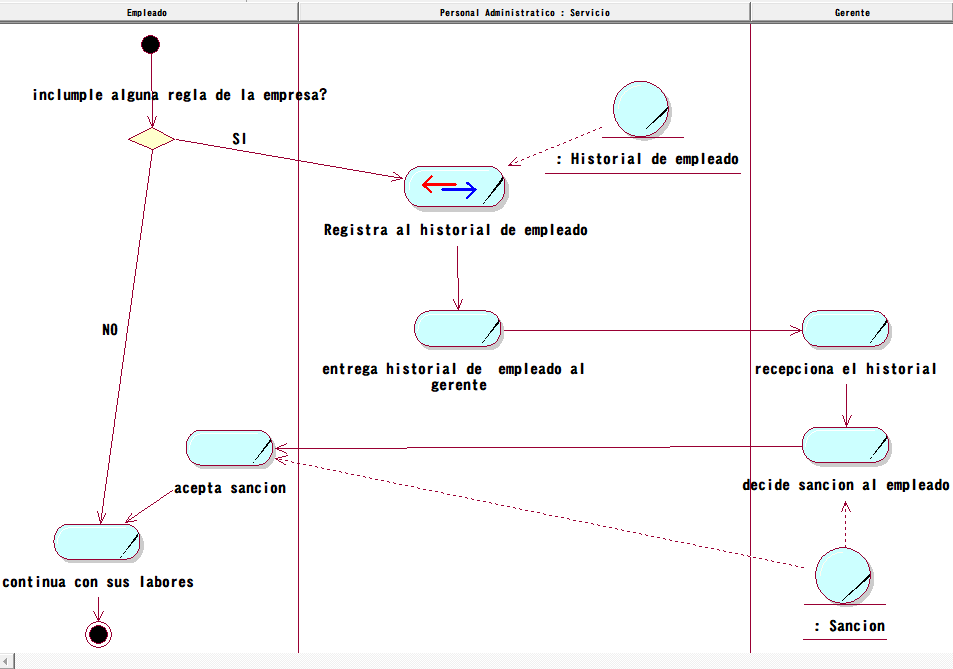 Empleado
Personal Administratico : Servicio
Gerente
inclumple alguna regla de la empresa?
SI
: Historial de empleado
Registra al historial de empleado
NO
entrega historial de empleado al
gerente
recepciona el historial
acepta sancion
decide sancion al empleado
continua con sus labores
: Sancion